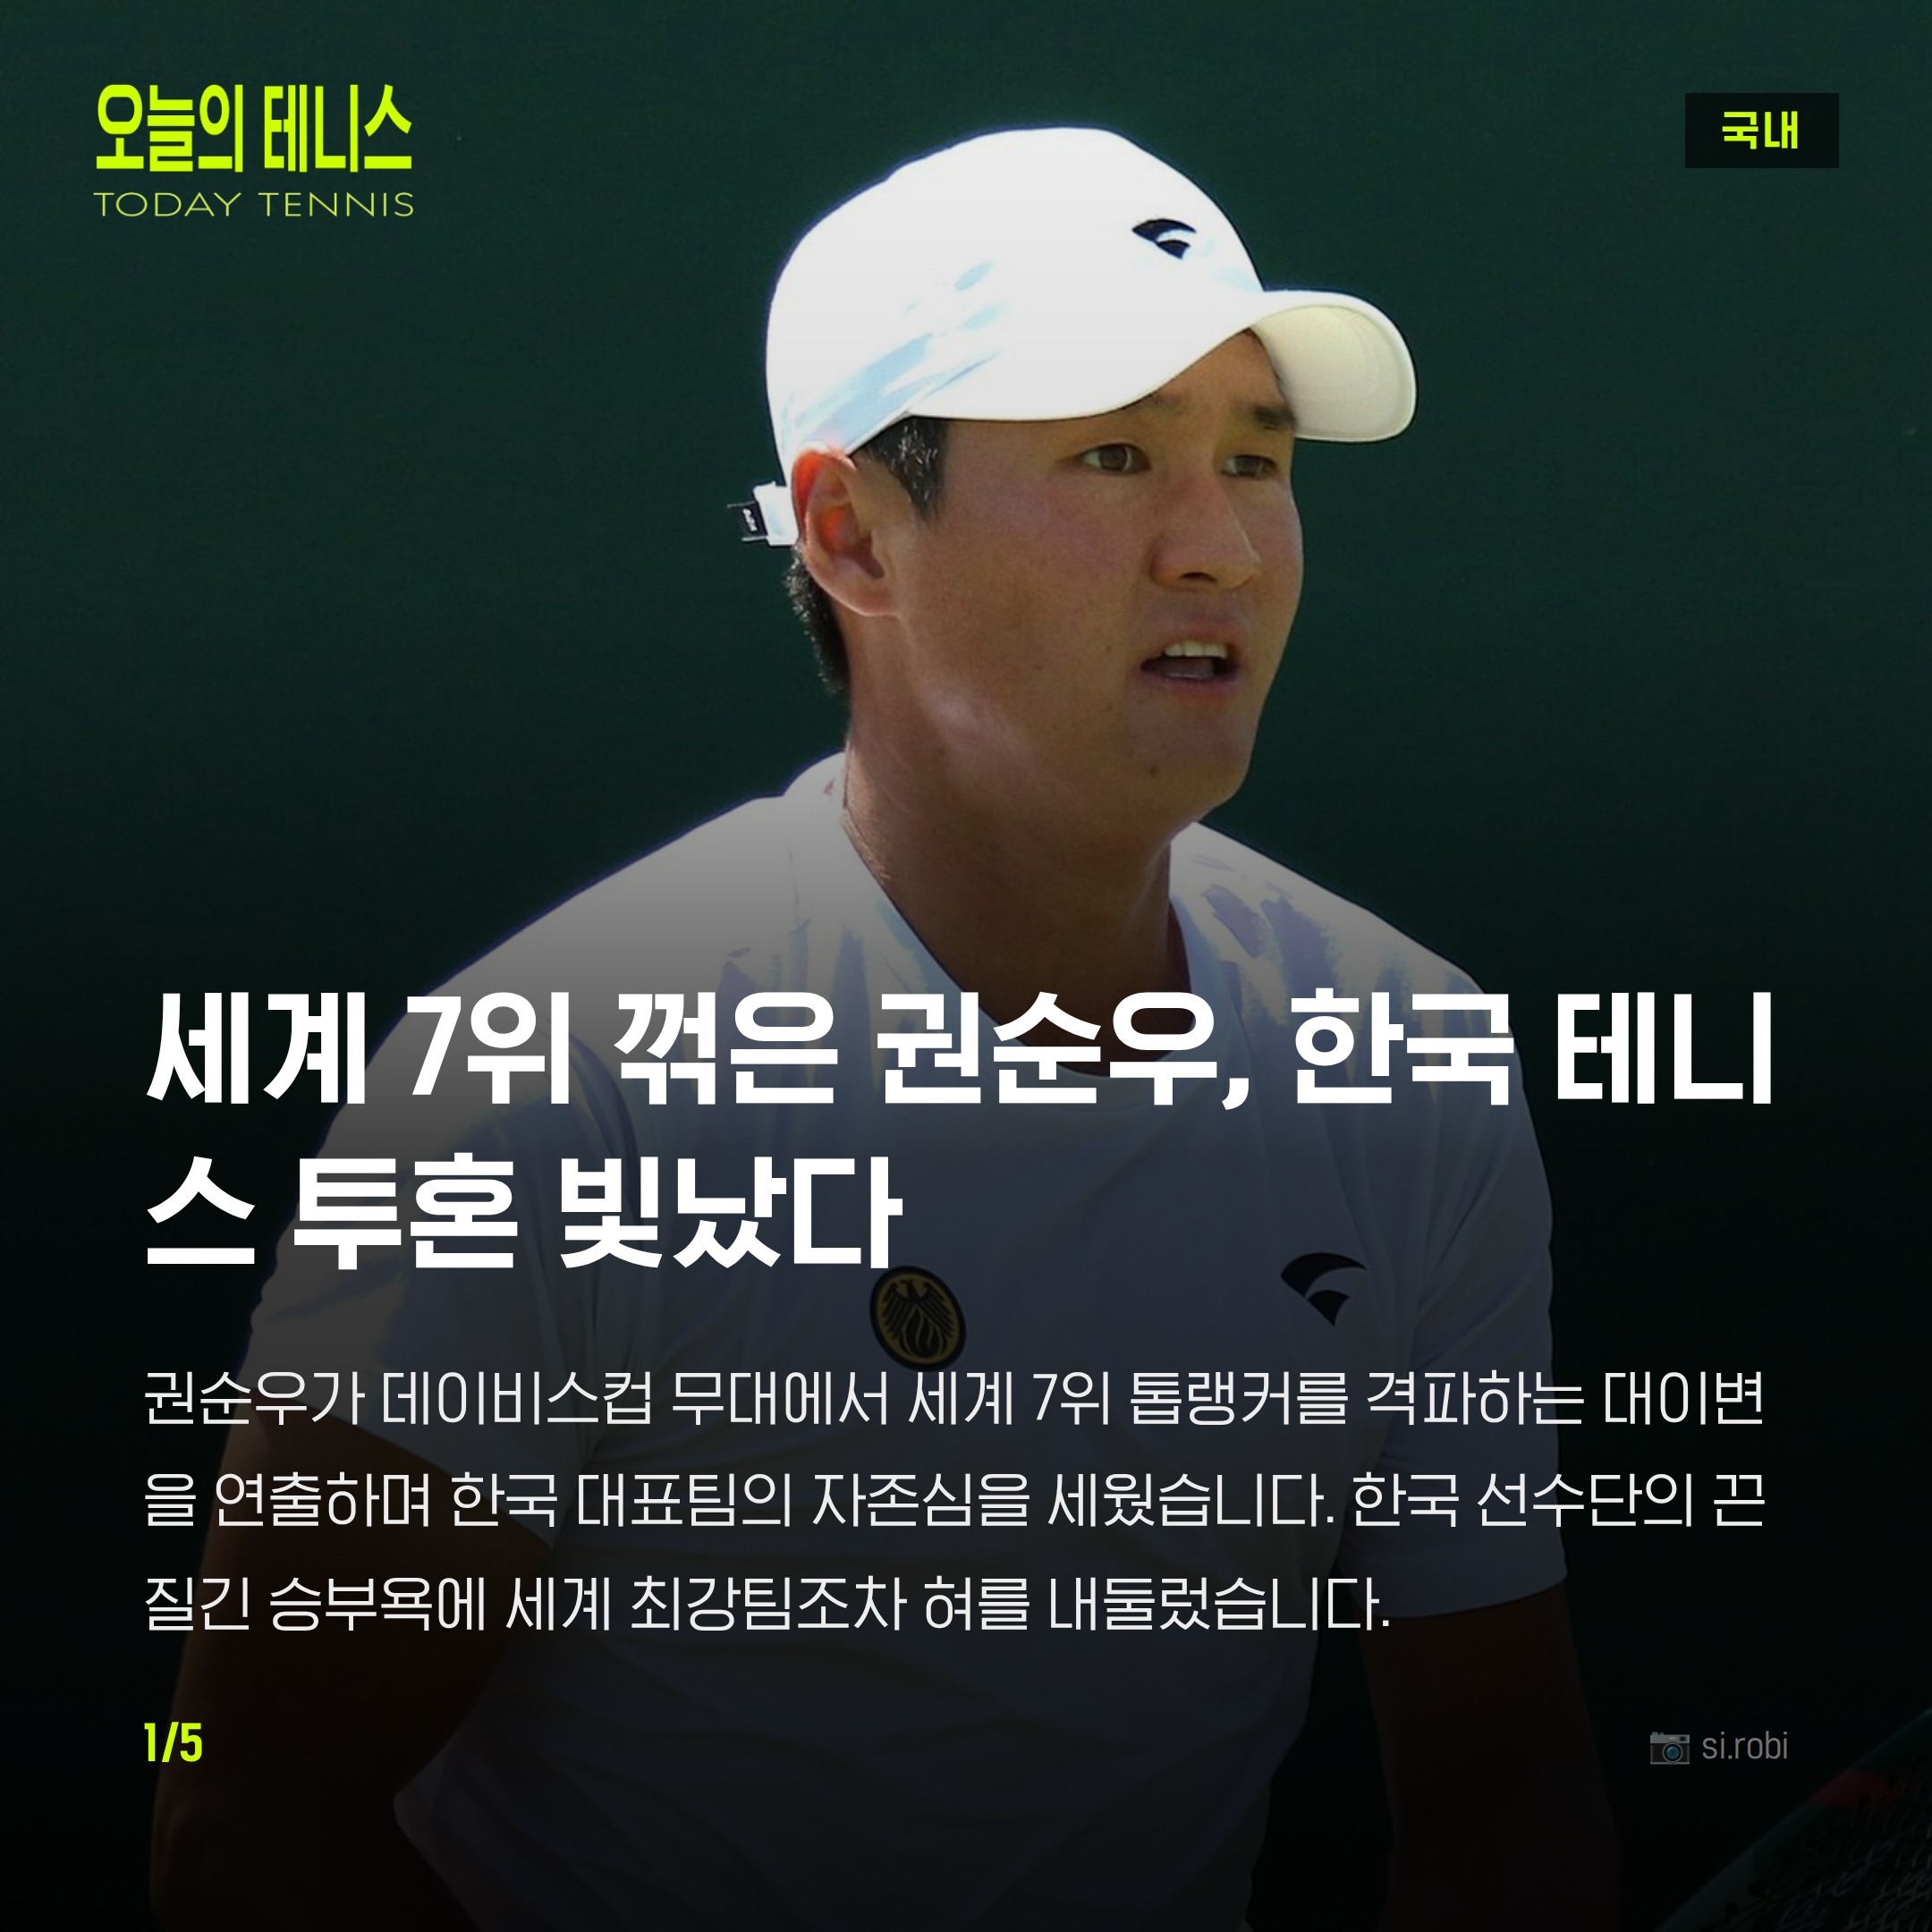 오늘의 테니스
TODAY TENNIS
국내
세계 7위 꺾은 권순우, 한국 테니
스 투혼 빛났다
권순우가 데이비스컵 무대에서 세계 7위 톱랭커를 격파하는 대이변
을 연출하며 한국 대표팀의 자존심을 세웠습니다. 한국 선수단의 끈
질긴 승부욕에 세계 최강팀조차 혀를 내둘렀습니다.
1/5
📷 si.robi